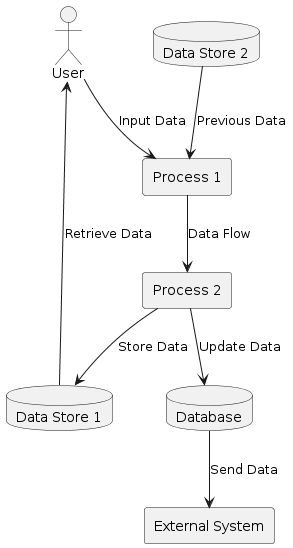 User
Data Store 2
Input Data
Previous Data
Process 1
Retrieve Data
Data Flow
Process 2
Store Data
Update Data
Data Store 1
Database
Send Data
External System